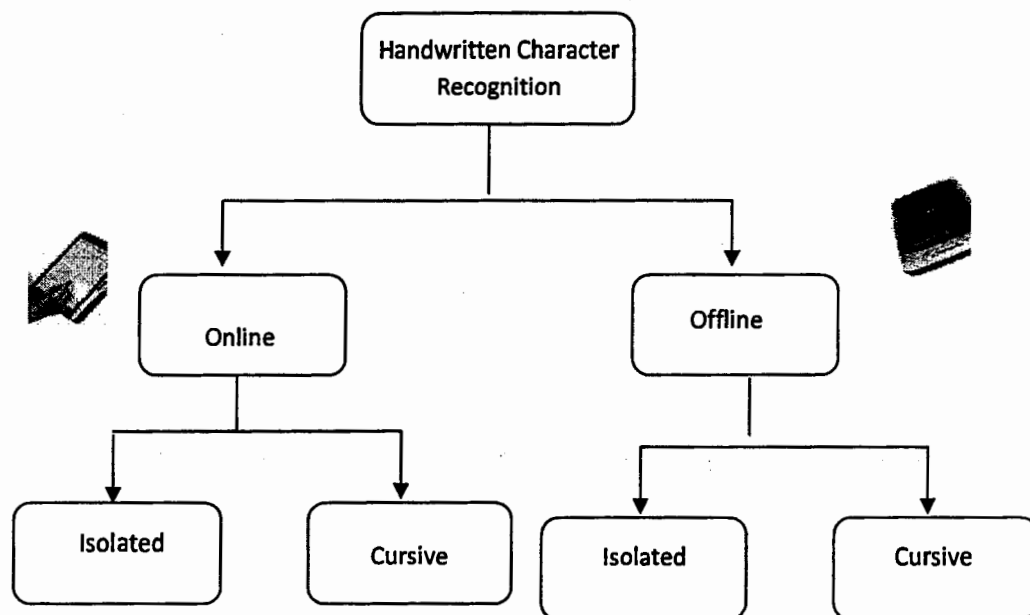 Handwritten Character
Recognition
Online
Offline
Isolated
Cursive
Isolated
Cursive